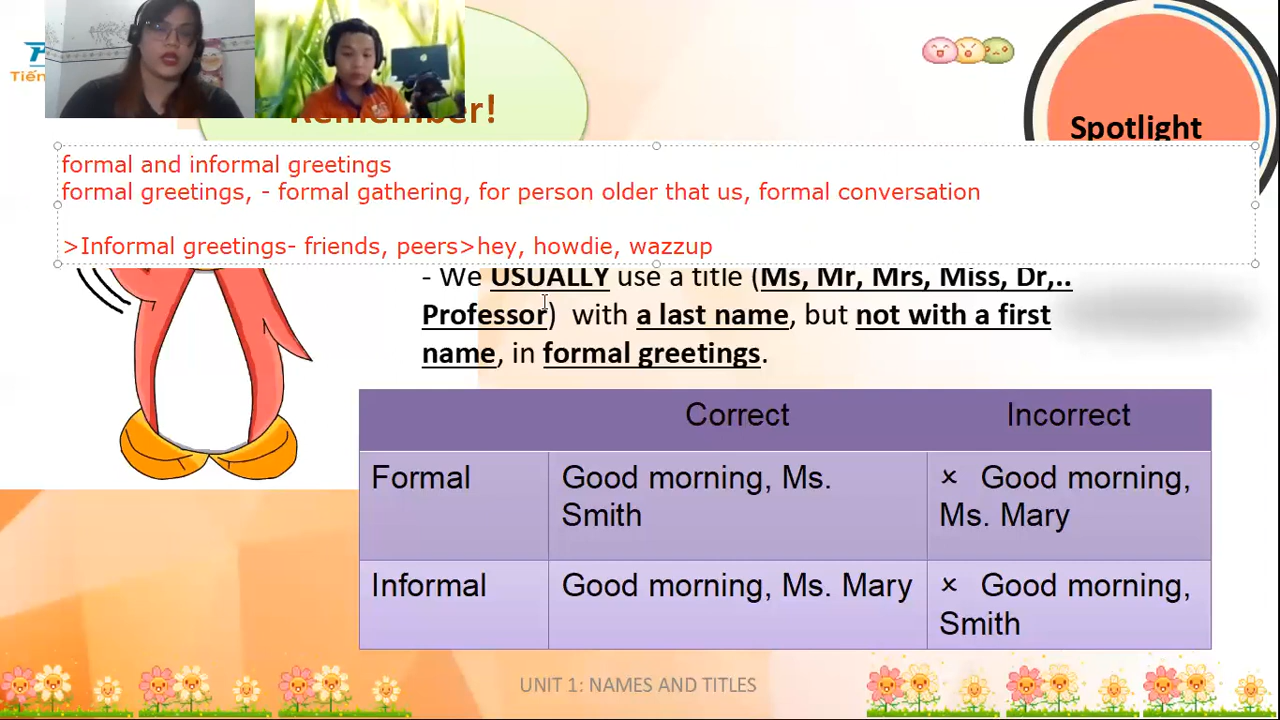 Tiến
Remember!
Spotlight
formal and informal greetings
formal greetings, - formal gathering, for person older that us, formal conversation
>Informal greetings- friends, peers>hey, howdie, wazzup
- We USUALLY use a title (Ms, Mr, Mrs, Miss, Dr,..
Professor)  with a last name, but not with a first
name, in formal greetings.
Correct Incorrect
Formal Good morning, Ms. × Good morning,
Smith Ms. Mary
Informal Good morning, Ms. Mary × Good morning,
Smith
UNIT 1: NAMES AND TITLES